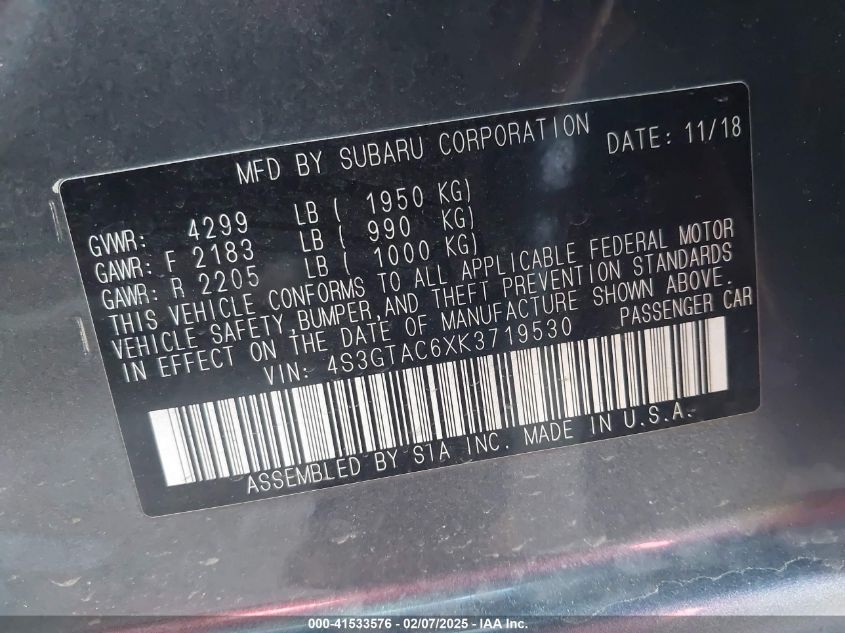 MFD BY SUBARU CORPORATION DATE: 11/18
GVWR: 4299 LB ( 1950 KG)
GAWR: F 2183 LB ( 990 KG)
GAWR: R 2205 LB ( 1000 KG)
THIS VEHICLE CONFORMS TO ALL APPLICABLE FEDERAL MOTOR
VEHICLE SAFETY,BUMPER,AND THEFT PREVENTION STANDARDS
IN EFFECT ON THE DATE OF MANUFACTURE SHOWN ABOVE.
VIN: 4S3GTAC6XK3719530 PASSENGER CAR
ASSEMBLED BY SIA INC. MADE IN U.S.A.
000-41533576 - 02/07/2025 - IAA Inc.